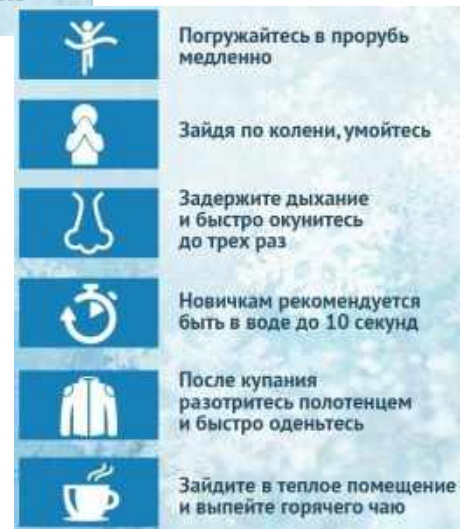 Погружайтесь в прорубь
медленно
Зайдя по колени, умойтесь
Задержите дыхание
и быстро окунитесь
до трех раз
Новичкам рекомендуется
быть в воде до 10 секунд
После купания
разотритесь полотенцем
и быстро оденьтесь
Зайдите в теплое помещение
и выпейте горячего чаю